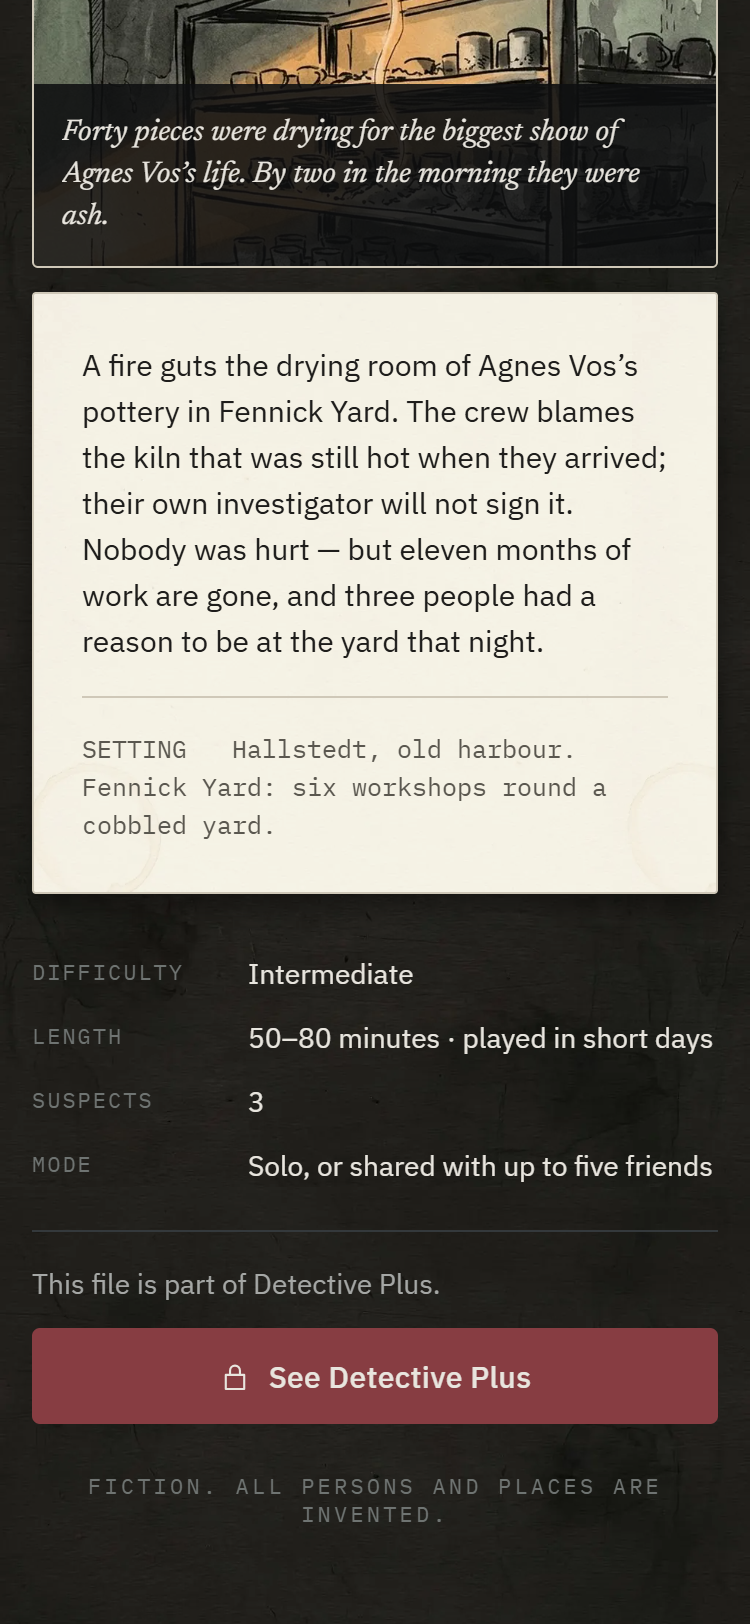 Forty pieces were drying for the biggest show of
Agnes Vos’s life. By two in the morning they were
ash.
A fire guts the drying room of Agnes Vos’s
pottery in Fennick Yard. The crew blames
the kiln that was still hot when they arrived;
their own investigator will not sign it.
Nobody was hurt — but eleven months of
work are gone, and three people had a
reason to be at the yard that night.
SETTING Hallstedt, old harbour.
Fennick Yard: six workshops round a
cobbled yard.
DIFFICULTY Intermediate
LENGTH 50–80 minutes · played in short days
SUSPECTS 3
MODE Solo, or shared with up to five friends
This file is part of Detective Plus.
See Detective Plus
FICTION. ALL PERSONS AND PLACES ARE
INVENTED.